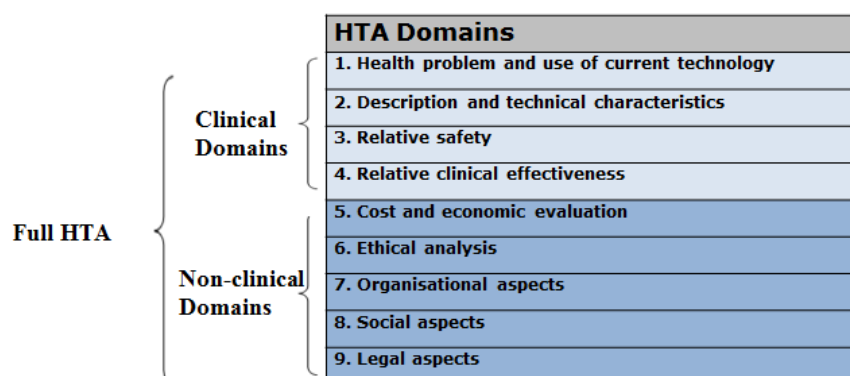 HTA Domains
1. Health problem and use of current technology
2. Description and technical characteristics
3. Relative safety
4. Relative clinical effectiveness
5. Cost and economic evaluation
6. Ethical analysis
7. Organisational aspects
8. Social aspects
9. Legal aspects
Clinical
Domains
Full HTA
Non-clinical
Domains